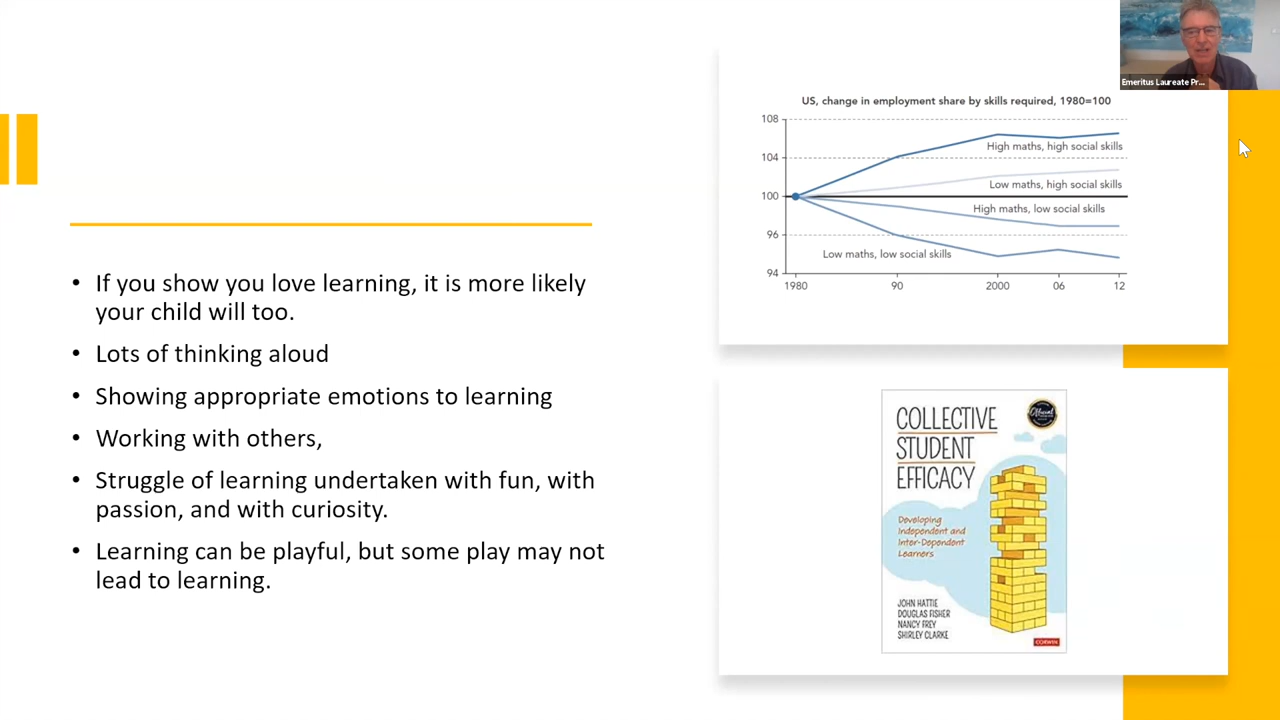 If you show you love learning, it is more likely
your child will too.
Lots of thinking aloud
Showing appropriate emotions to learning
Working with others,
Struggle of learning undertaken with fun, with
passion, and with curiosity.
Learning can be playful, but some play may not
lead to learning.
Emeritus Laureate Pr...
US, change in employment share by skills required, 1980=100
108
104
100
96
94
High maths, high social skills
Low maths, high social skills
High maths, low social skills
Low maths, low social skills
1980 90 2000 06 12
COLLECTIVE
STUDENT
EFFICACY
Developing
Independent and
Inter-Dependent
Learners
JOHN HATTIE
DOUGLAS FISHER
NANCY FREY
SHIRLEY CLARKE
CORWIN